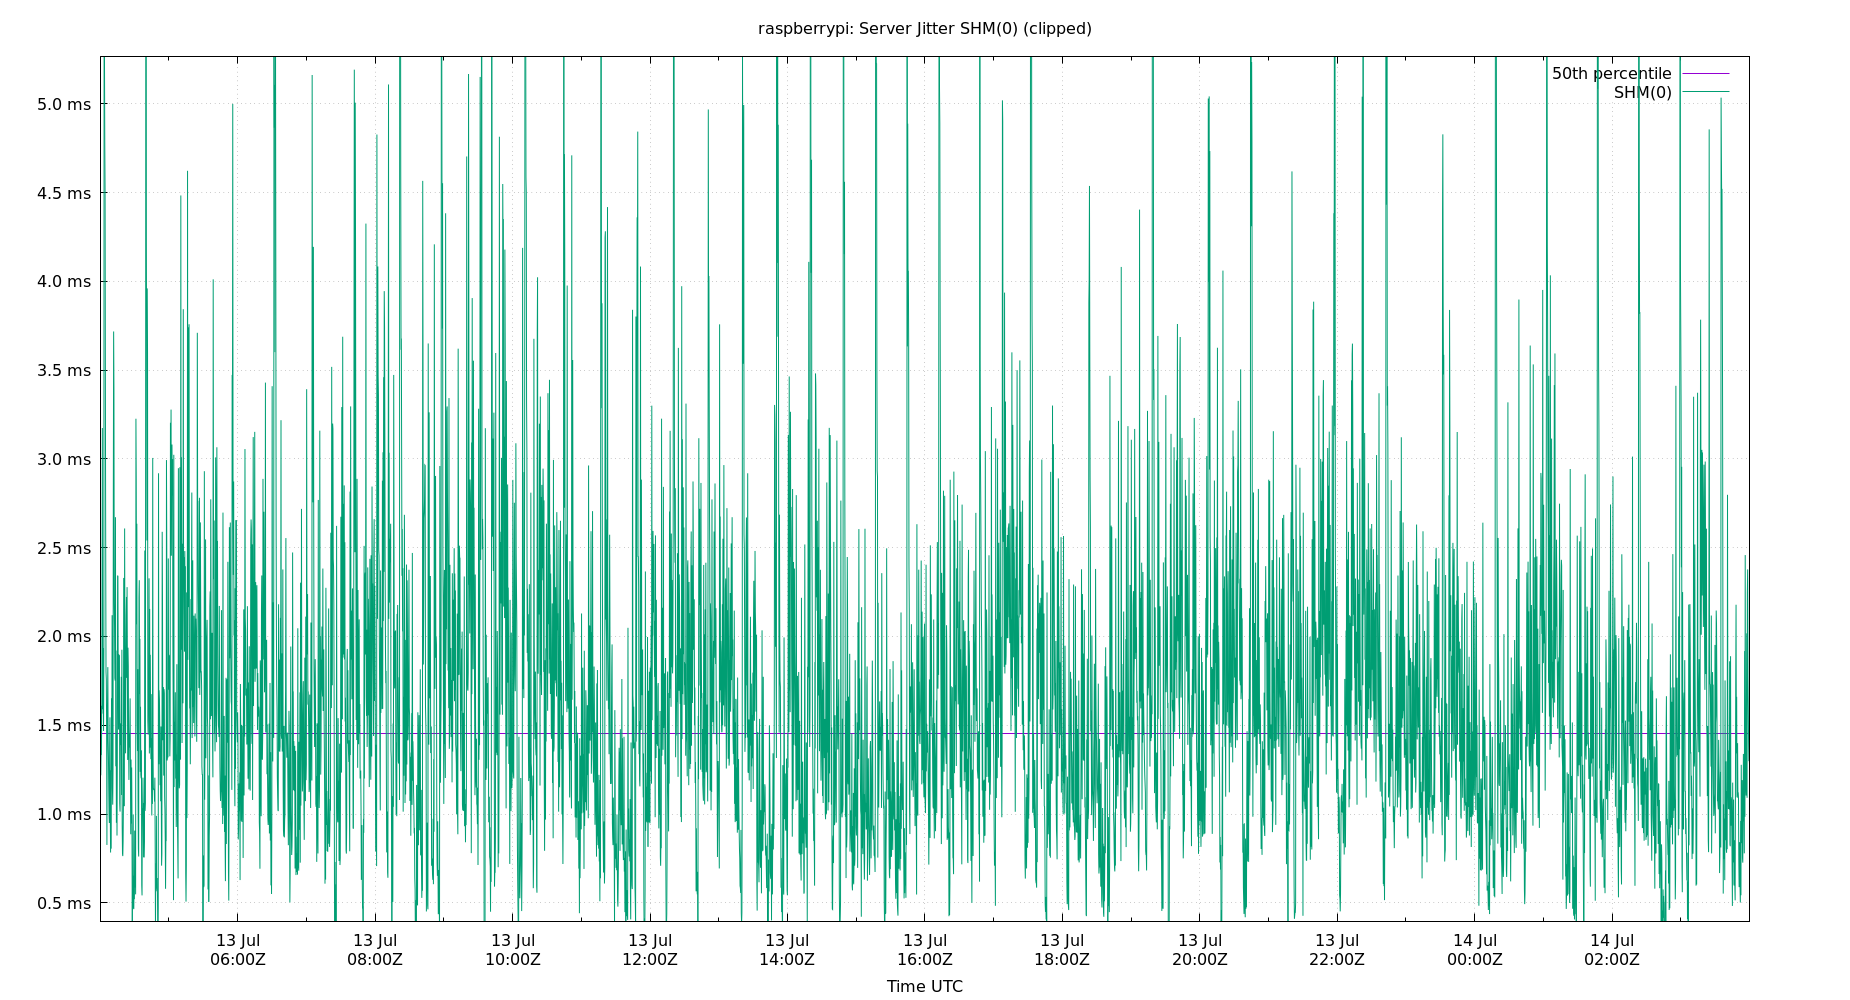 raspberrypi: Server Jitter SHM(0) (clipped)
50th percentile
SHM(0)
5.0 ms
4.5 ms
4.0 ms
3.5 ms
3.0 ms
2.5 ms
2.0 ms
1.5 ms
1.0 ms
0.5 ms
13 Jul 13 Jul 13 Jul 13 Jul 13 Jul 13 Jul 13 Jul 13 Jul 13 Jul 14 Jul 14 Jul
06:00Z 08:00Z 10:00Z 12:00Z 14:00Z 16:00Z 18:00Z 20:00Z 22:00Z 00:00Z 02:00Z
Time UTC